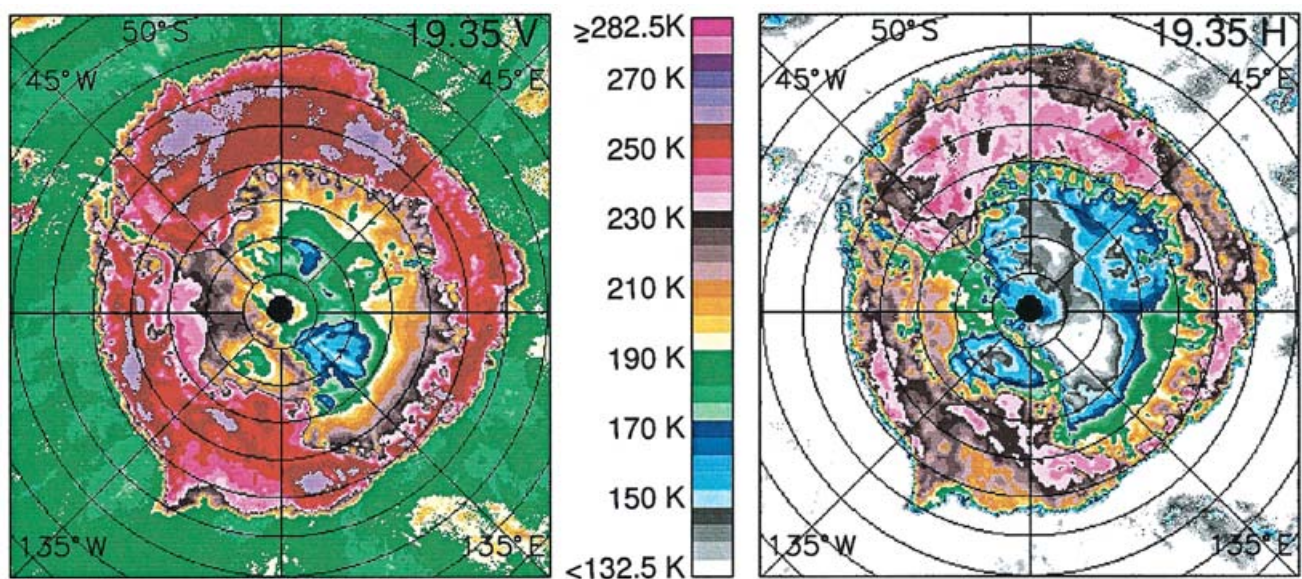 50°S
19.35 V
45°W
45°E
135°W
135°E
≥282.5K
270 K
250 K
230 K
210 K
190 K
170 K
150 K
<132.5 K
50°S
19.35 H
45°W
45°E
135°W
135°E